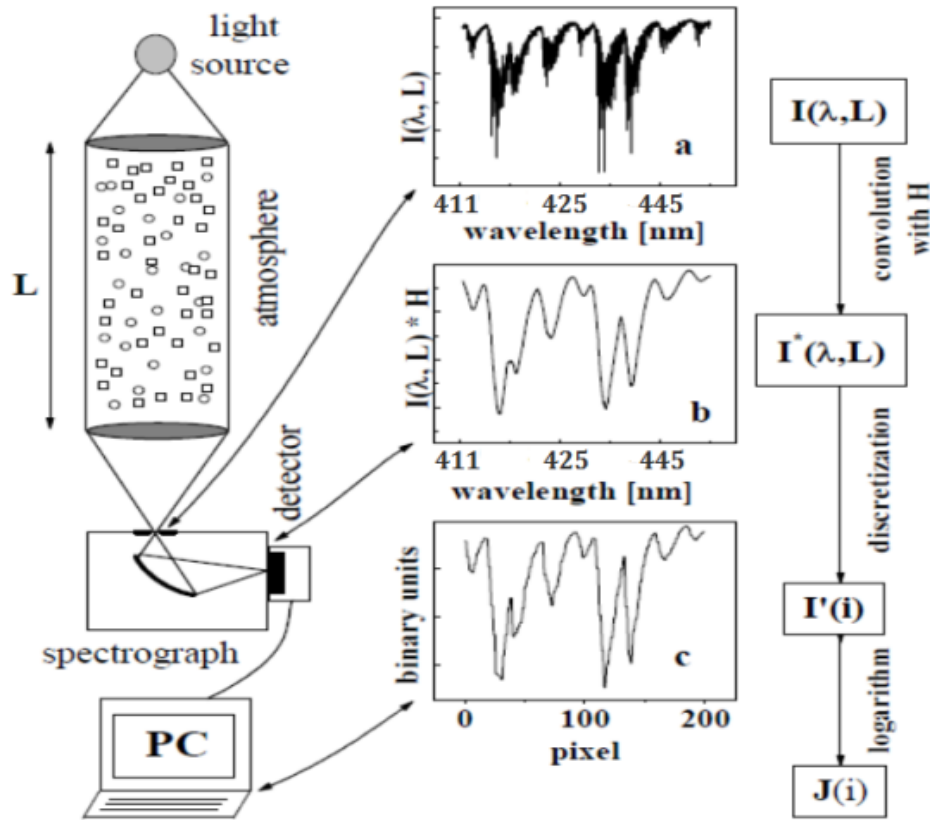 light
source
L
atmosphere
detector
spectrograph
PC
I(λ, L)
a
411 425 445
wavelength [nm]
I(λ, L) * H
b
411 425 445
wavelength [nm]
binary units
c
0 100 200
pixel
I(λ,L)
convolution
with H
I*(λ,L)
discretization
I'(i)
logarithm
J(i)